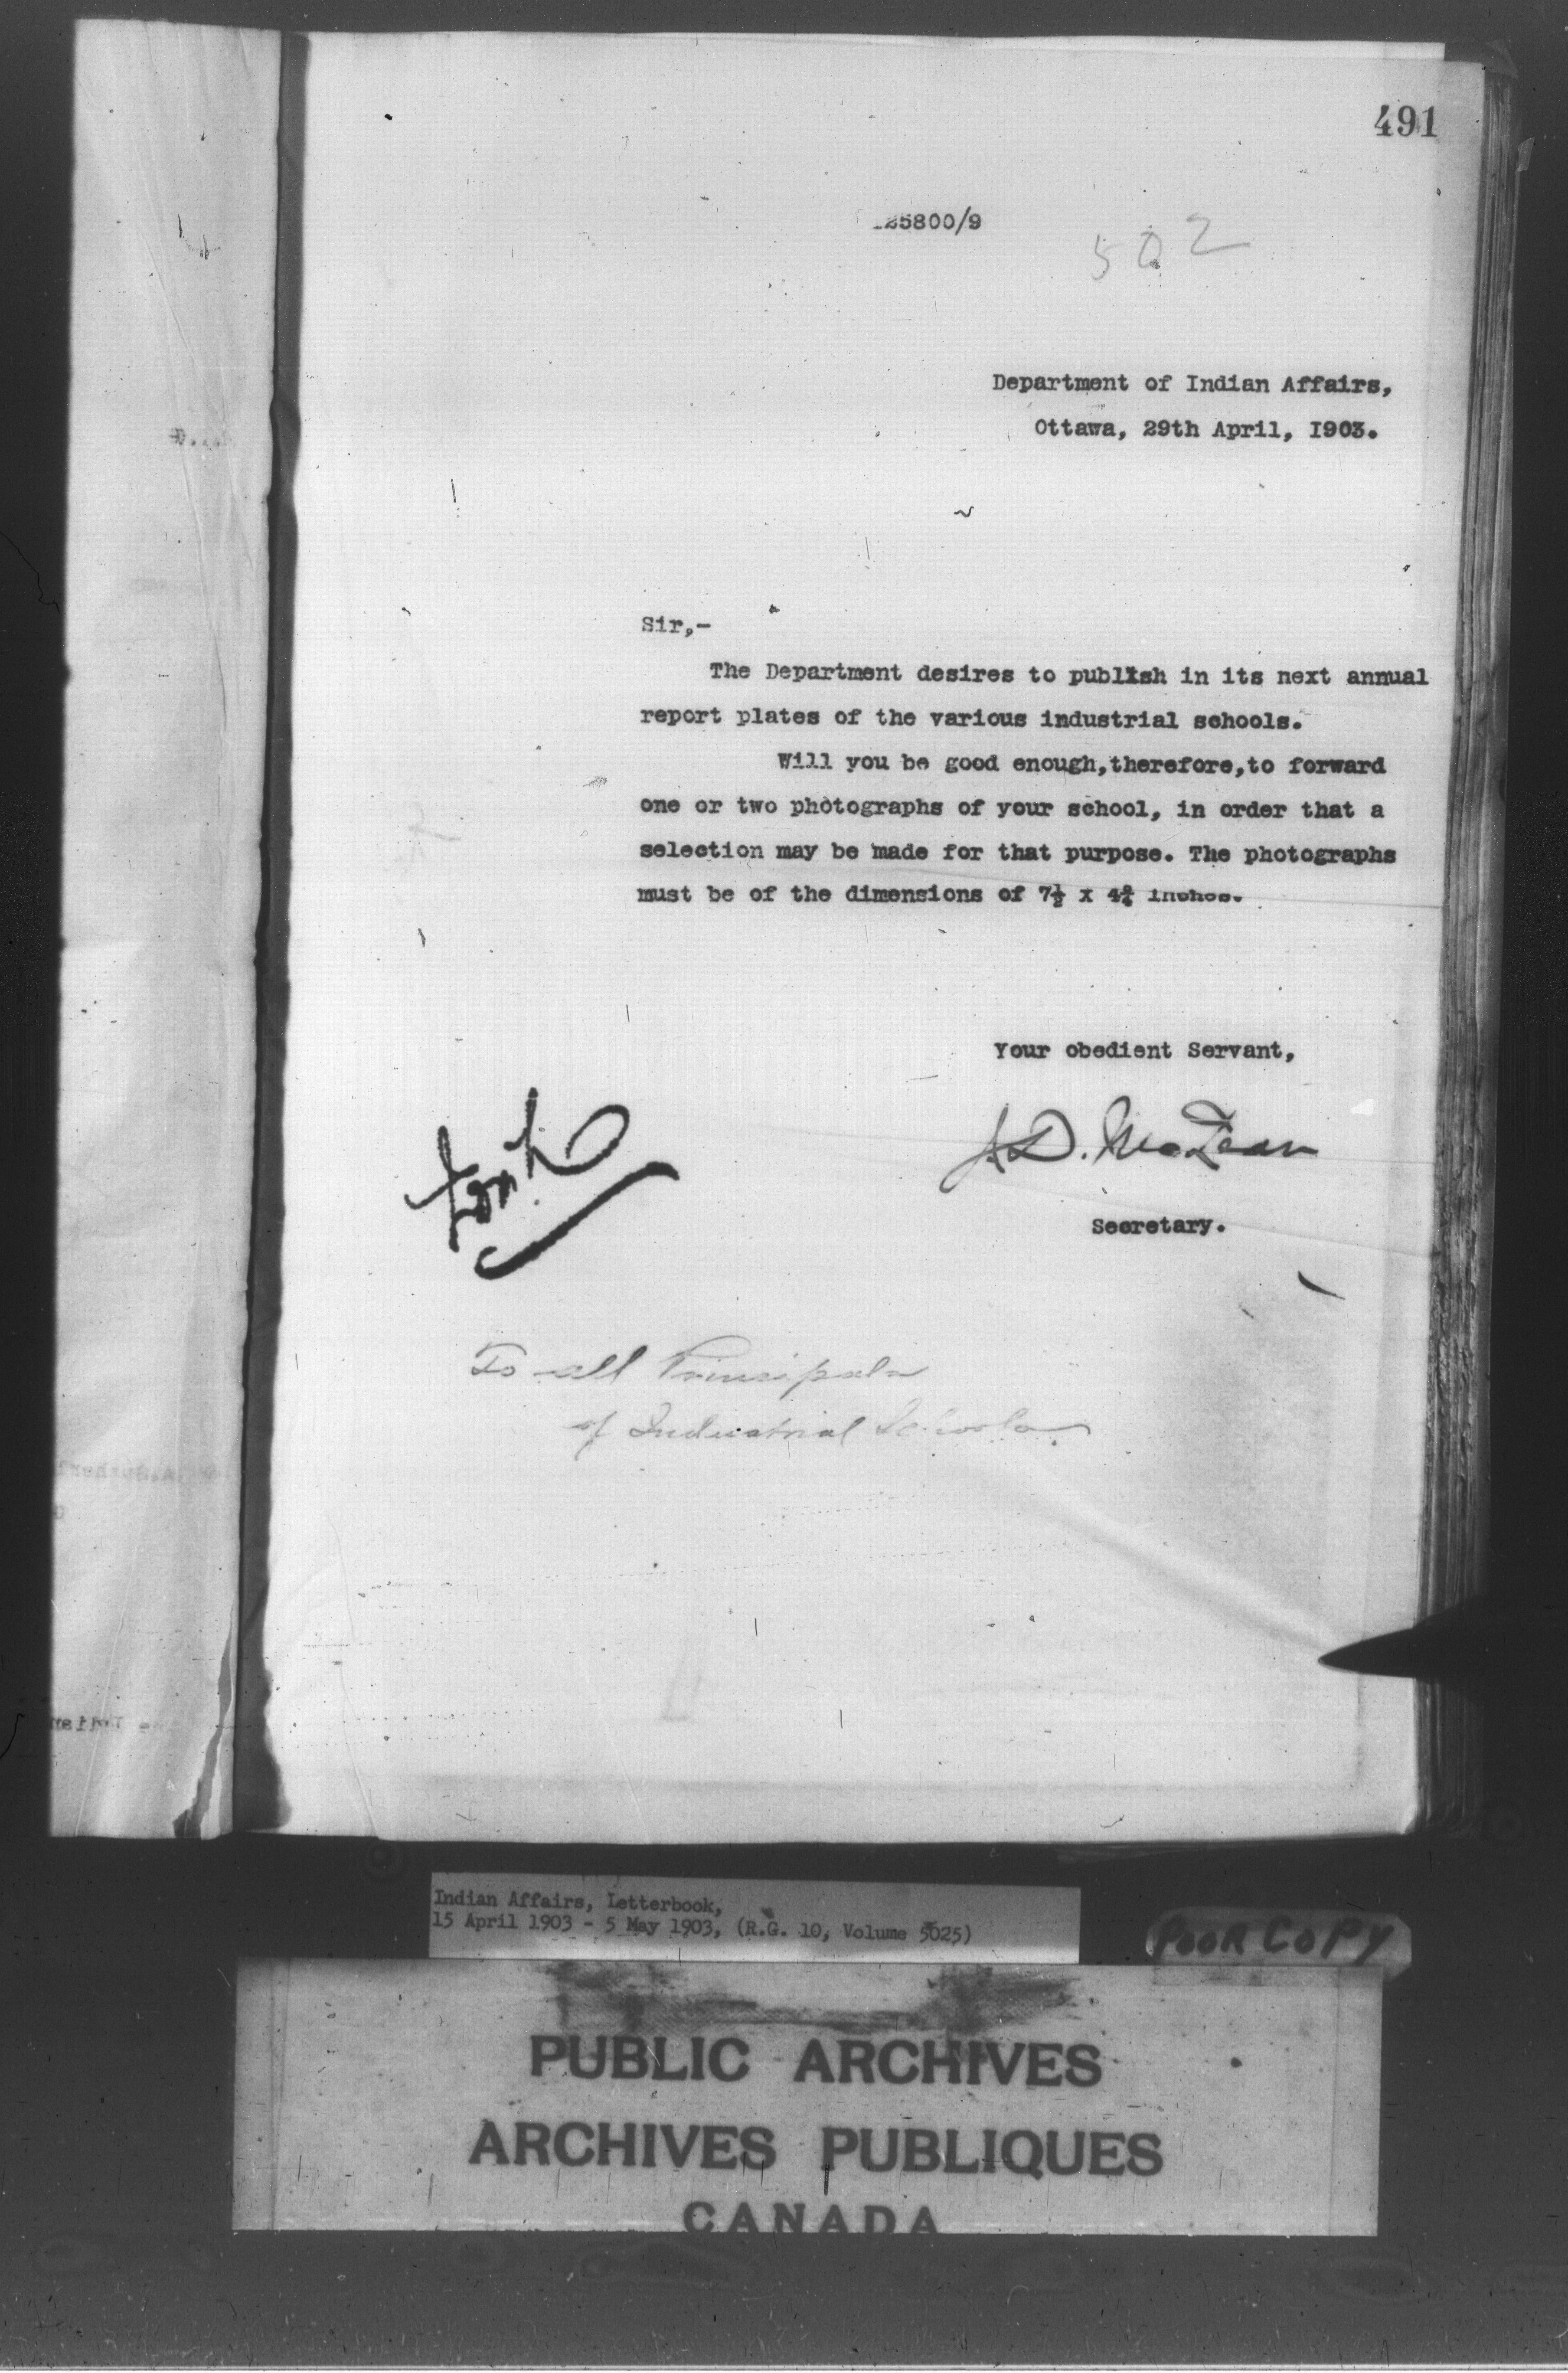 491
25800/9
502
Department of Indian Affairs,
Ottawa, 29th April, 1903.
Sir,-
The Department desires to publish in its next annual
report plates of the various industrial schools.
Will you be good enough,therefore,to forward
one or two photographs of your school, in order that a
selection may be made for that purpose. The photographs
must be of the dimensions of 7½ x 4¾ inches.
Your obedient Servant,
J.D. McLean
Secretary.
To all Principals
of Industrial Schools.
Indian Affairs, Letterbook,
15 April 1903 - 5 May 1903, (R.G. 10, Volume 5025)
POOR COPY
PUBLIC ARCHIVES
ARCHIVES PUBLIQUES
CANADA